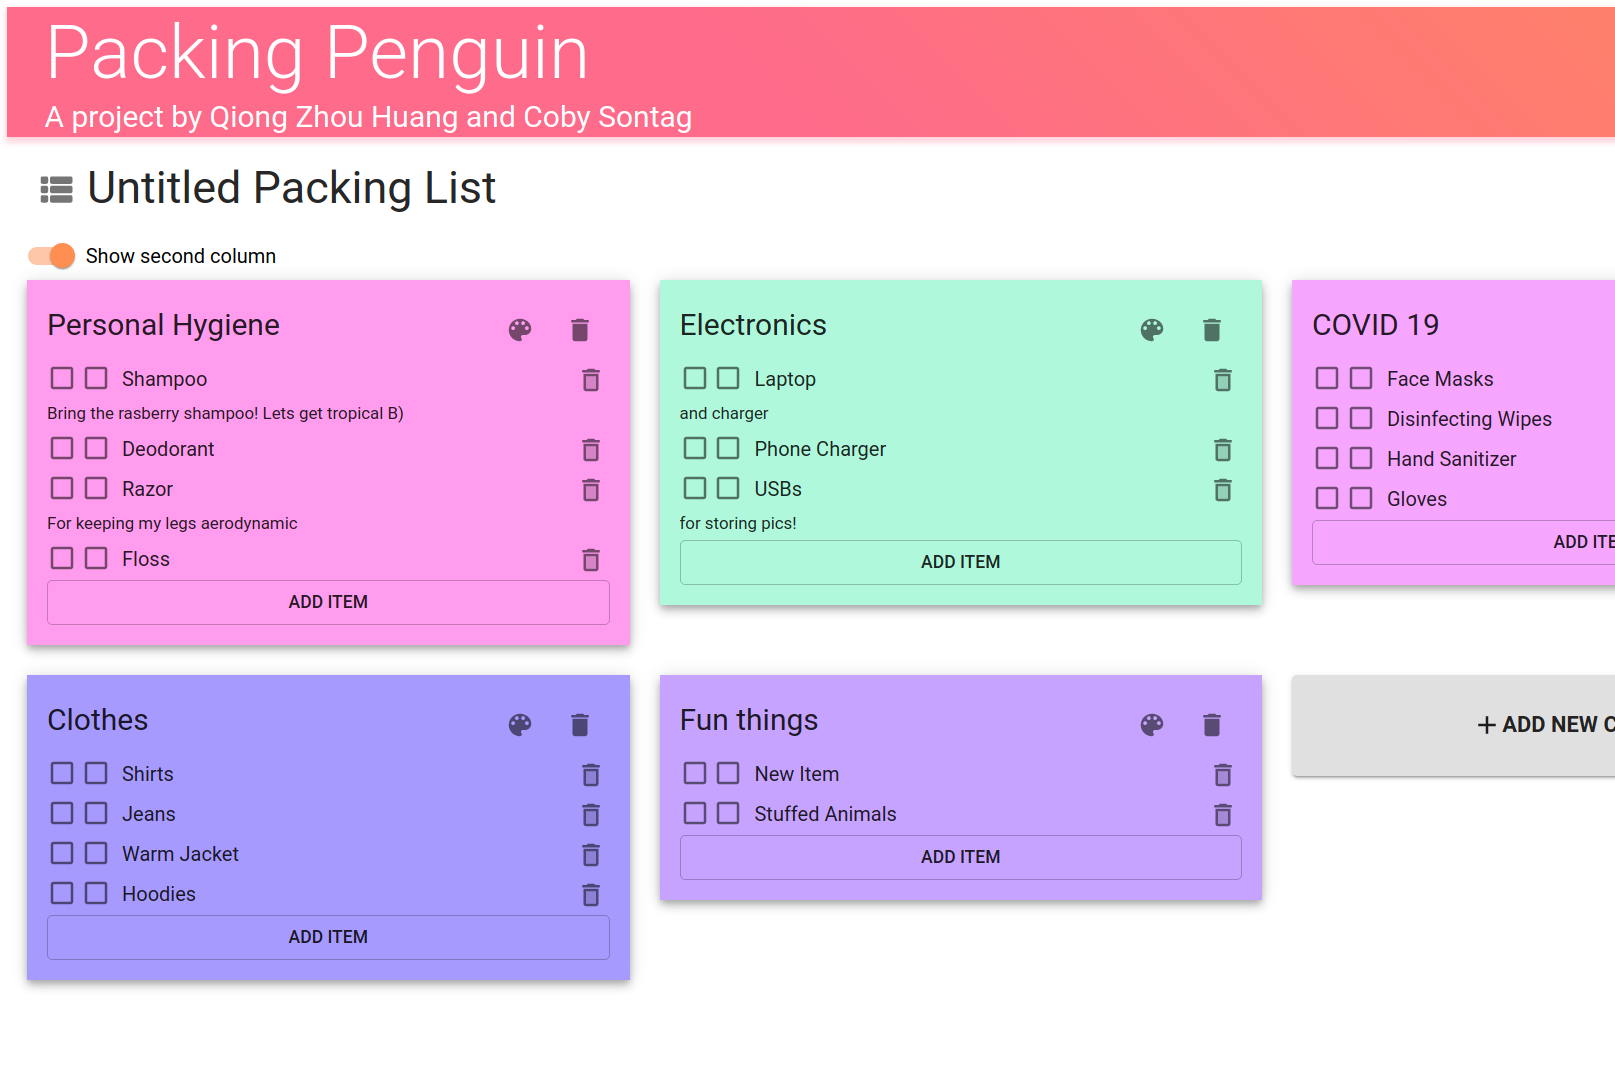 Packing Penguin
A project by Qiong Zhou Huang and Coby Sontag
Untitled Packing List
Show second column
Personal Hygiene
Shampoo
Bring the rasberry shampoo! Lets get tropical B)
Deodorant
Razor
For keeping my legs aerodynamic
Floss
ADD ITEM
Electronics
Laptop
and charger
Phone Charger
USBs
for storing pics!
ADD ITEM
COVID 19
Face Masks
Disinfecting Wipes
Hand Sanitizer
Gloves
ADD ITE
Clothes
Shirts
Jeans
Warm Jacket
Hoodies
ADD ITEM
Fun things
New Item
Stuffed Animals
ADD ITEM
ADD NEW